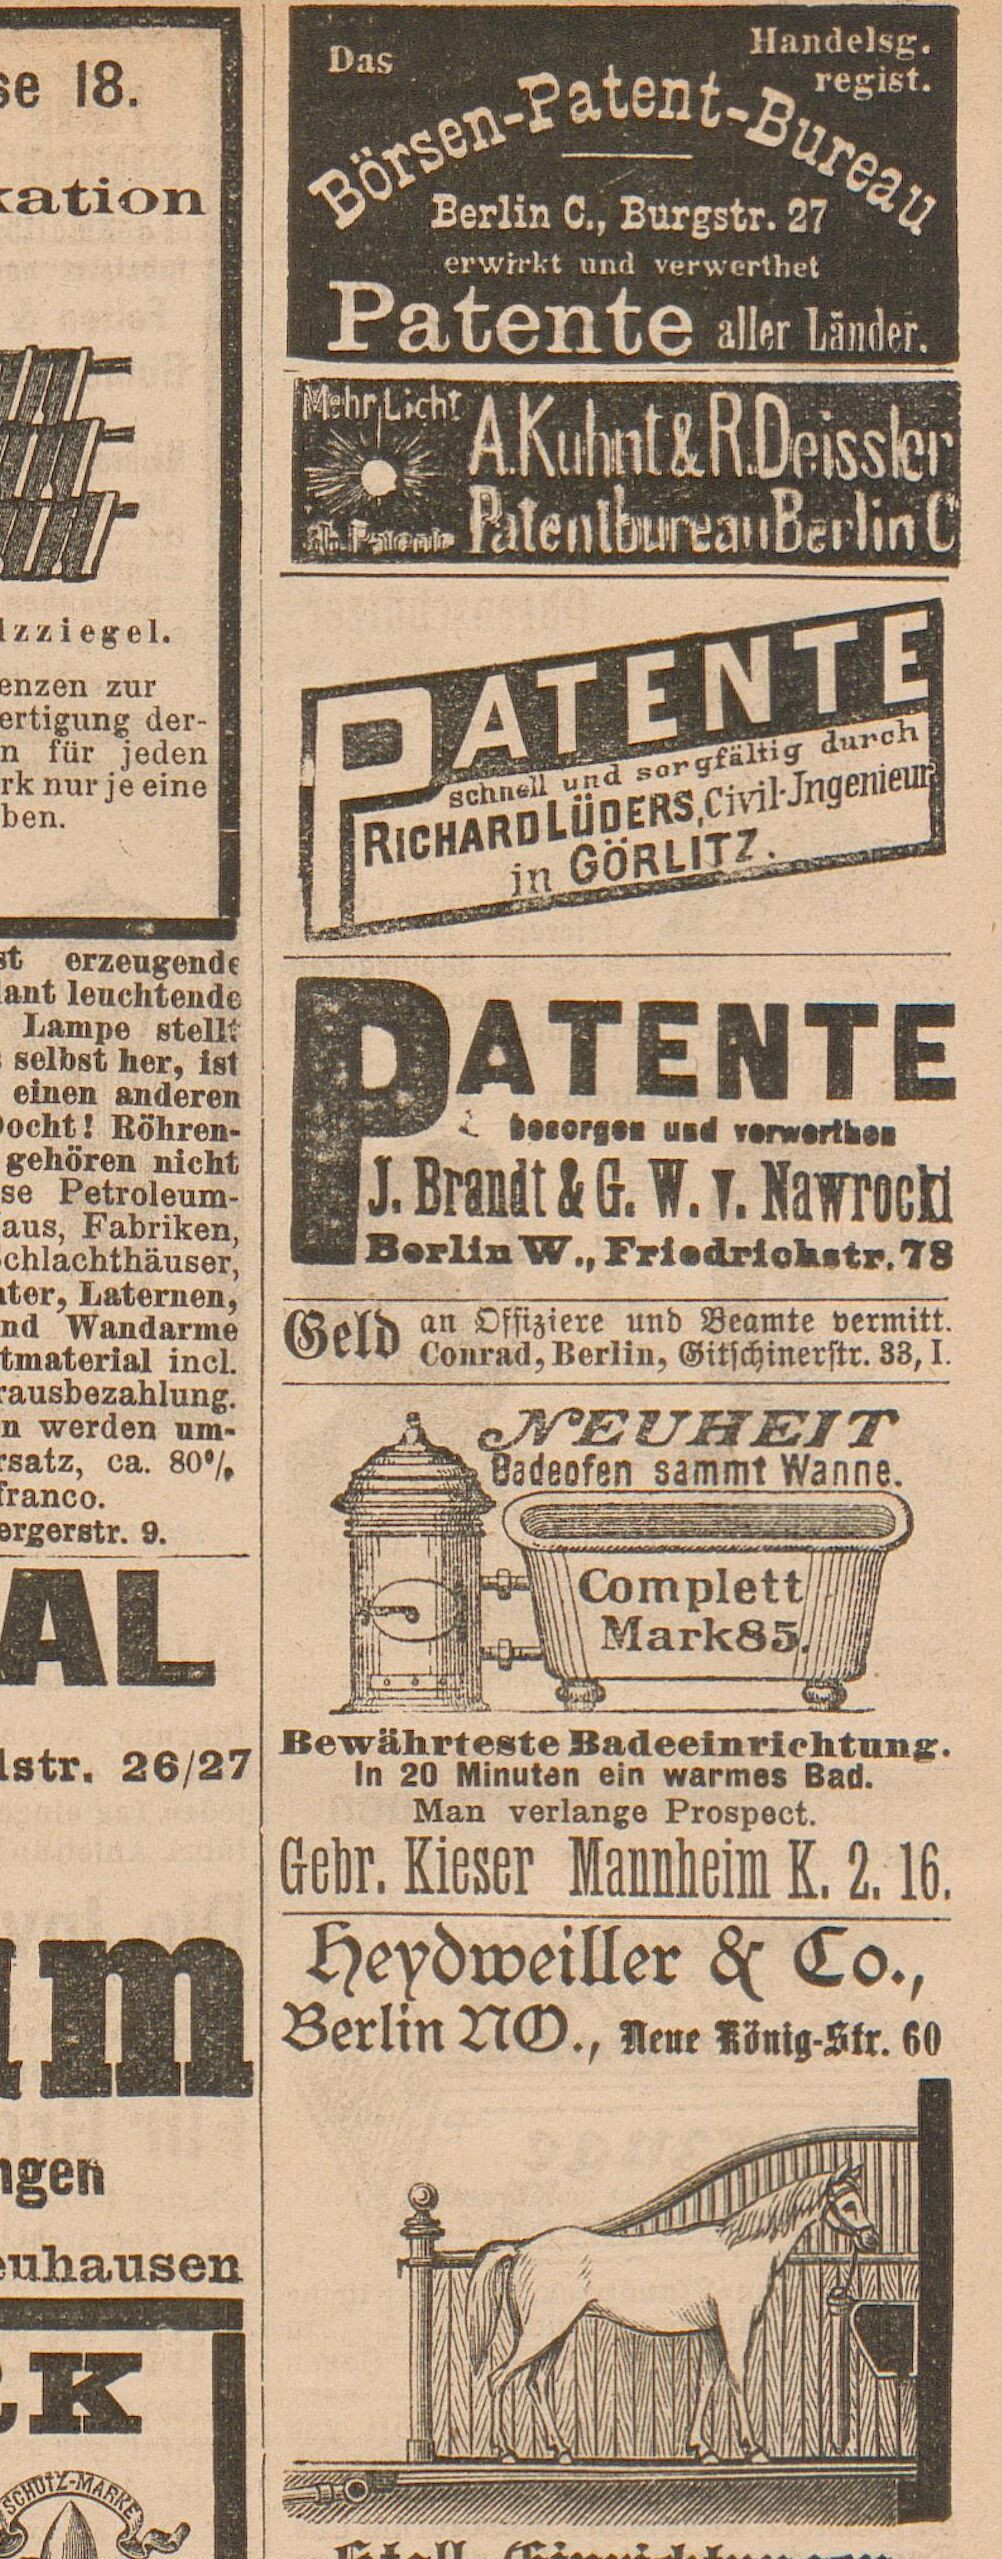 se 18.
kation
lzziegel.
enzen zur
ertigung der-
n für jeden
rk nur je eine
ben.
st erzeugende
lant leuchtende
Lampe stellt
selbst her, ist
einen anderen
Docht! Röhren-
gehören nicht
se Petroleum-
aus, Fabriken,
Schlachthäuser,
ter, Laternen,
nd Wandarme
tmaterial incl.
rausbezahlung.
n werden um-
rsatz, ca. 80%
franco.
ergerstr. 9.
AL
lstr. 26/27
um
ngen
euhausen
RK
SCHUTZ-MARKE
Das
Handelsg.
regist.
Börsen-Patent-Bureau
Berlin C., Burgstr. 27
erwirkt und verwerthet
Patente aller Länder.
Mehr Licht
A. Kuhnt & R. Deissler
Patentbureau Berlin C
PATENTE
schnell und sorgfältig durch
RICHARD LÜDERS, Civil-Jngenieur
in GÖRLITZ.
PATENTE
besorgen und verwerthen
J. Brandt & G. W. v. Nawrocki
Berlin W., Friedrichstr. 78
Geld an Offiziere und Beamte vermitt.
Conrad, Berlin, Gitschinerstr. 33, I.
NEUHEIT
Badeofen sammt Wanne.
Complett
Mark 85.
Bewährteste Badeeinrichtung.
In 20 Minuten ein warmes Bad.
Man verlange Prospect.
Gebr. Kieser Mannheim K. 2. 16.
Heydweiller & Co.,
Berlin NO., Neue König-Str. 60